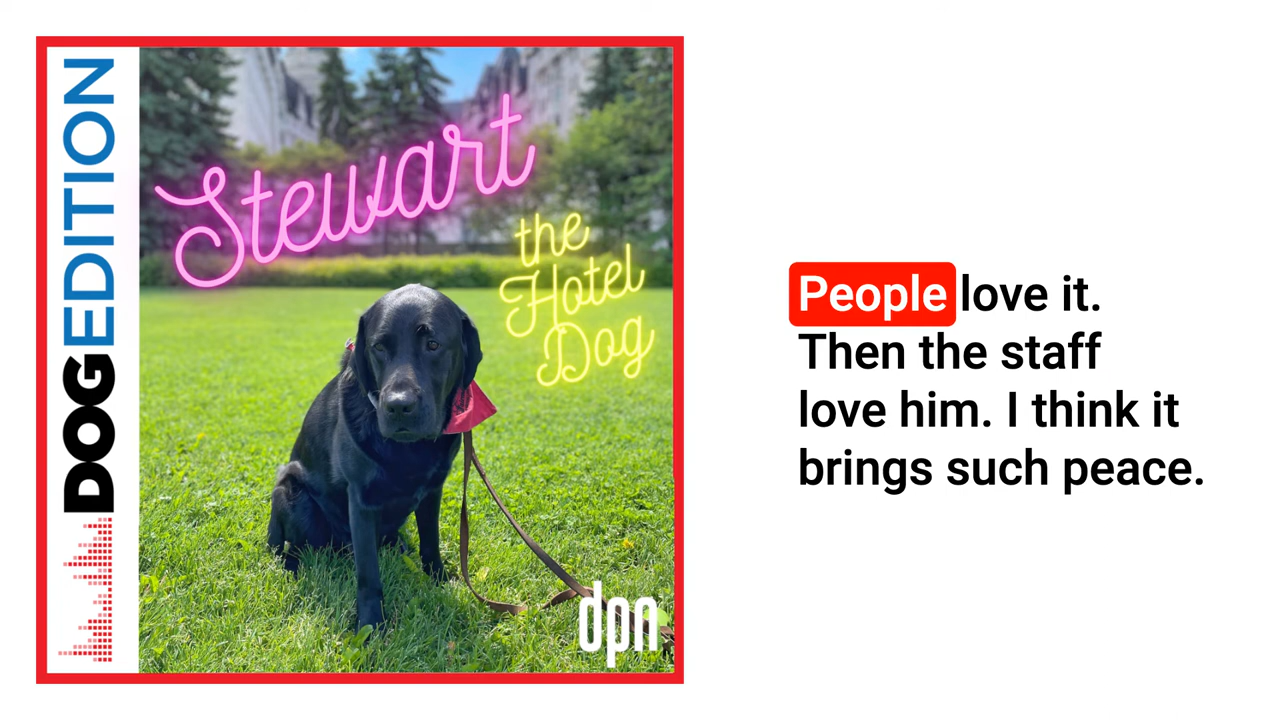 DOGEDITION
Stewart
the
Hotel
Dog
dpn
People love it.
Then the staff
love him. I think it
brings such peace.